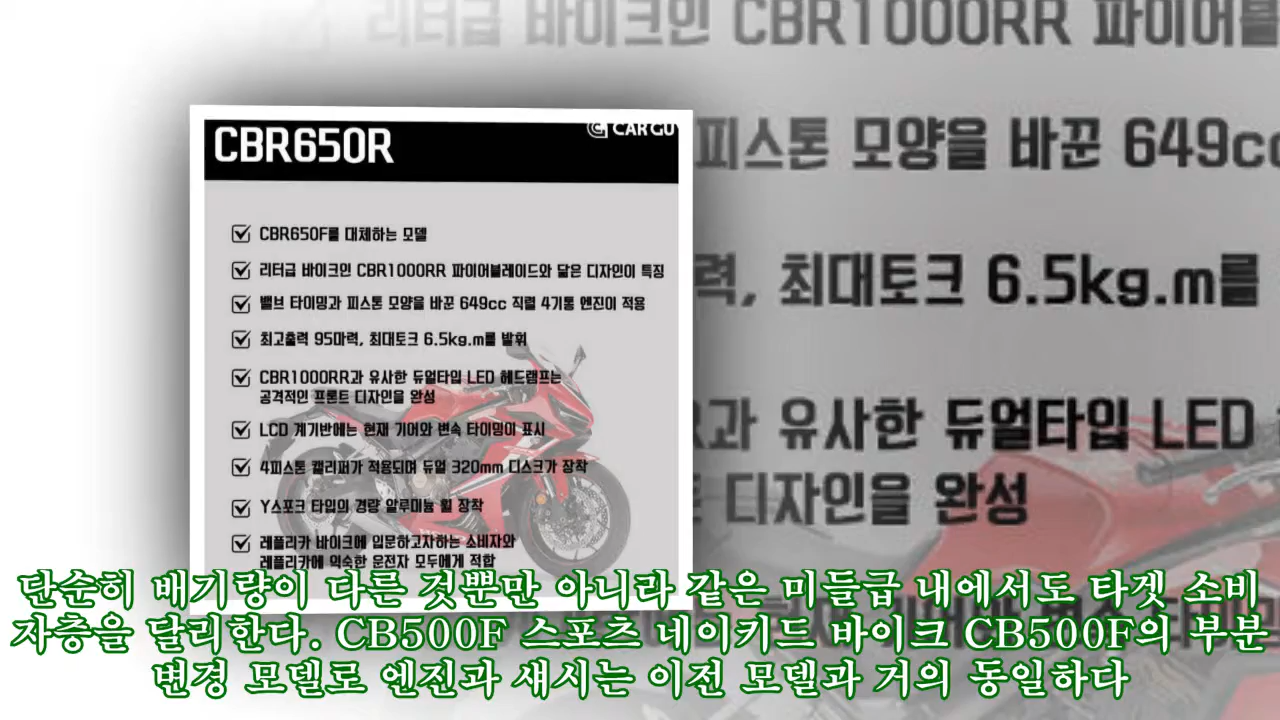 리터급 바이크인 CBR1000RR 파이어블
CBR650R
CAR GU
CBR650F를 대체하는 모델
리터급 바이크인 CBR1000RR 파이어블레이드와 닮은 디자인이 특징
밸브 타이밍과 피스톤 모양을 바꾼 649cc 직렬 4기통 엔진이 적용
최고출력 95마력, 최대토크 6.5kg.m를 발휘
CBR1000RR과 유사한 듀얼타입 LED 헤드램프는
공격적인 프론트 디자인을 완성
LCD 계기반에는 현재 기어와 변속 타이밍이 표시
4피스톤 캘리퍼가 적용되며 듀얼 320mm 디스크가 장착
Y스포크 타입의 경량 알루미늄 휠 장착
레플리카 바이크에 입문하고자하는 소비자와
레플리카에 익숙한 운전자 모두에게 적합
피스톤 모양을 바꾼 649cc
력, 최대토크 6.5kg.m를
과 유사한 듀얼타입 LED
디자인을 완성
단순히 배기량이 다른 것뿐만 아니라 같은 미들급 내에서도 타겟 소비
자층을 달리한다. CB500F 스포츠 네이키드 바이크 CB500F의 부분
변경 모델로 엔진과 섀시는 이전 모델과 거의 동일하다